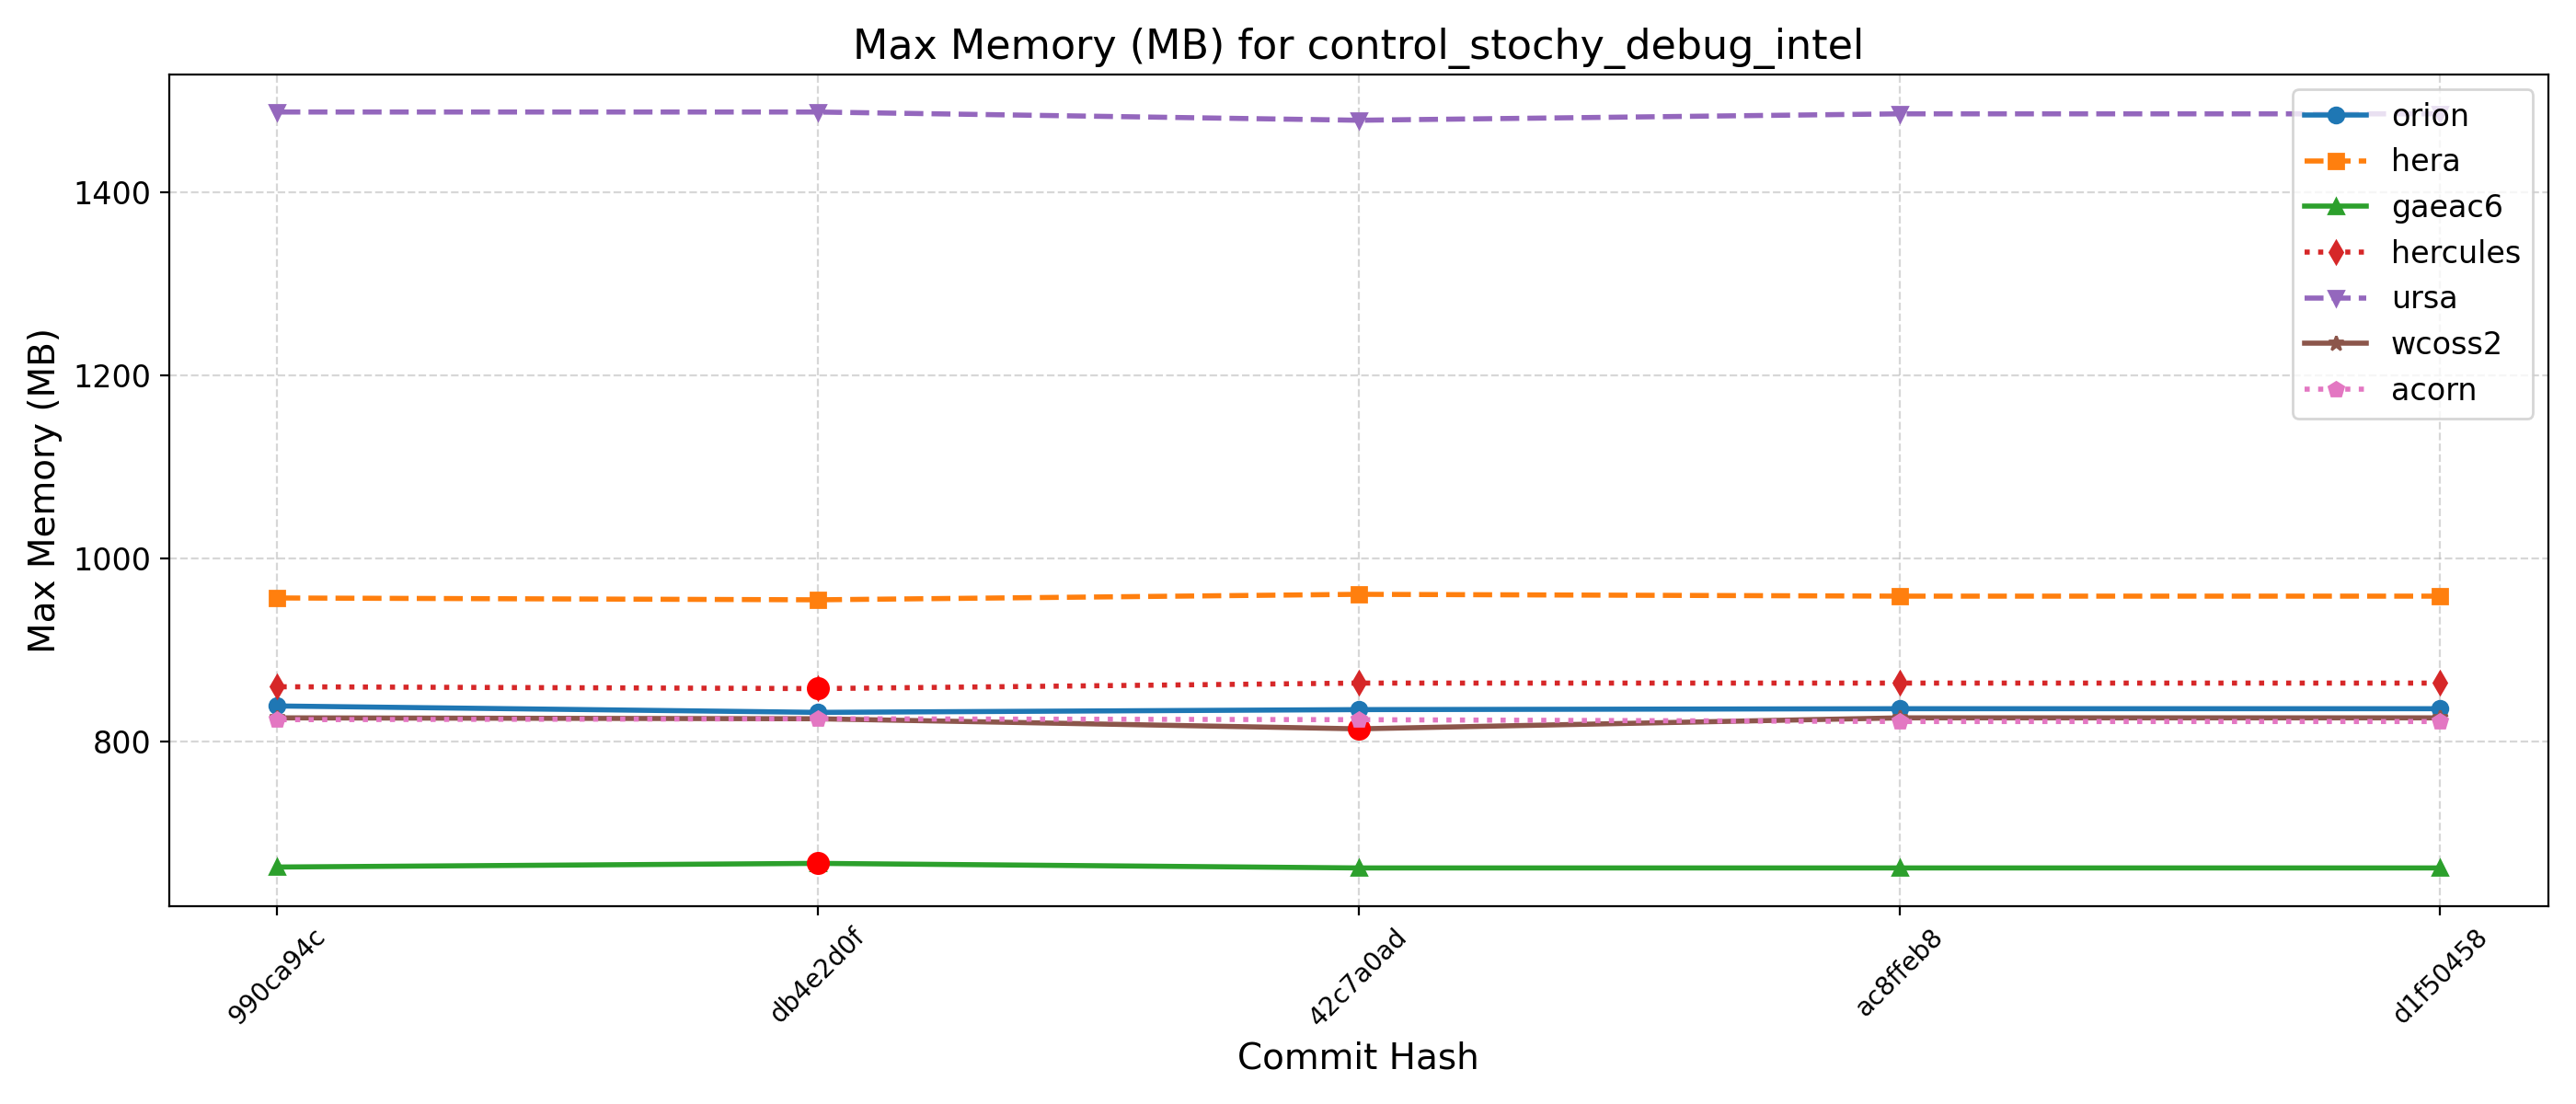 Max Memory (MB) for control_stochy_debug_intel
Max Memory (MB)
1400
1200
1000
800
orion
hera
gaeac6
hercules
ursa
wcoss2
acorn
990ca94c
db4e2d0f
42c7a0ad
ac8ffeb8
d1f50458
Commit Hash